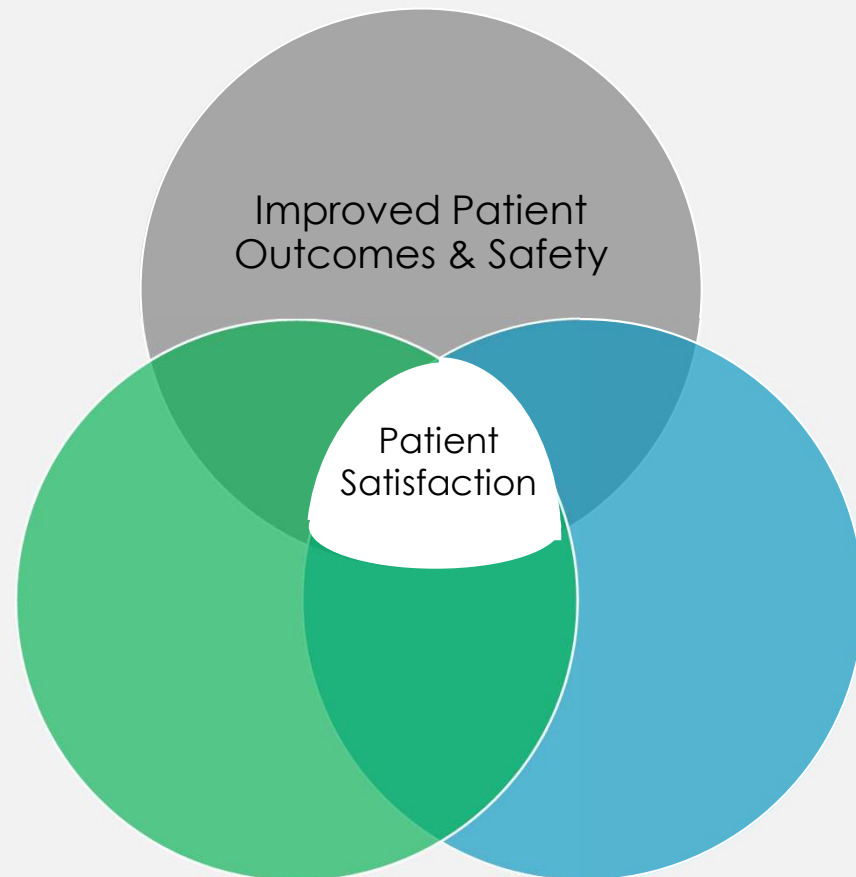 Improved Patient
Outcomes & Safety
Patient
Satisfaction